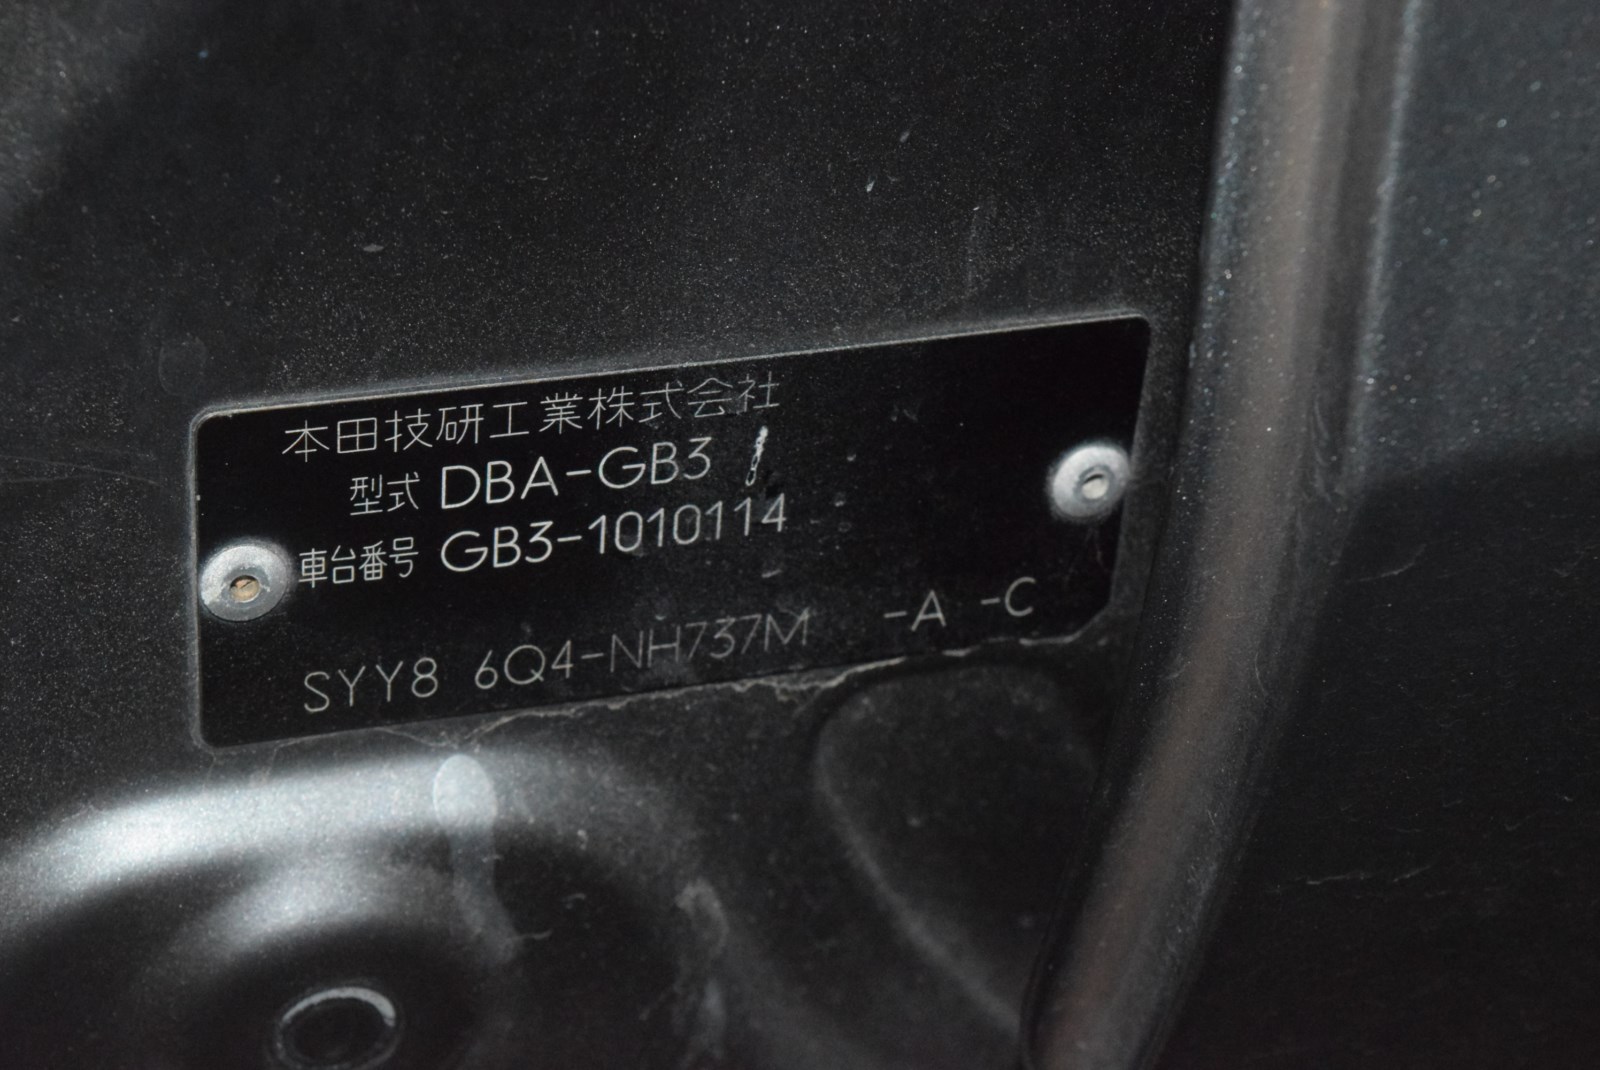 本田技研工業株式会社
型式 DBA-GB3
車台番号 GB3-1010114
SYY8 6Q4-NH737M -A -C